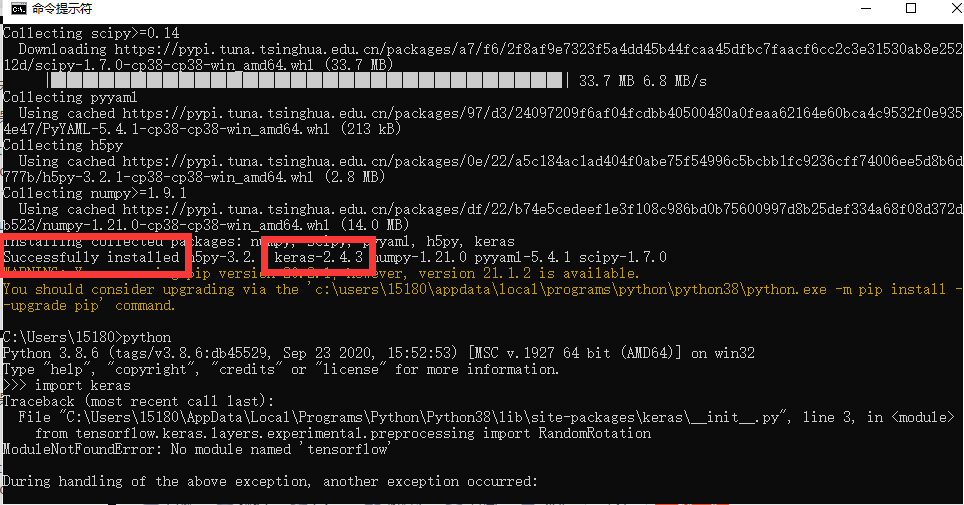 命令提示符
Collecting scipy>=0.14
Downloading https://pypi.tuna.tsinghua.edu.cn/packages/a7/f6/2f8af9e7323f5a4dd45b44fcaa45dfbc7faacf6cc2c3e31530ab8e252
12d/scipy-1.7.0-cp38-cp38-win_amd64.whl (33.7 MB)
33.7 MB 6.8 MB/s
Collecting pyyaml
Using cached https://pypi.tuna.tsinghua.edu.cn/packages/97/d3/24097209f6af04fcdbb40500480a0feaa62164e60bca4c9532f0e935
4e47/PyYAML-5.4.1-cp38-cp38-win_amd64.whl (213 kB)
Collecting h5py
Using cached https://pypi.tuna.tsinghua.edu.cn/packages/0e/22/a5c184ac1ad404f0abe75f54996c5bcbb1fc9236cff74006ee5d8b6d
777b/h5py-3.2.1-cp38-cp38-win_amd64.whl (2.8 MB)
Collecting numpy>=1.9.1
Using cached https://pypi.tuna.tsinghua.edu.cn/packages/df/22/b74e5cedeef1e3f108c986bd0b75600997d8b25def334a68f08d372d
b523/numpy-1.21.0-cp38-cp38-win_amd64.whl (14.0 MB)
Installing collected packages: numpy, scipy, pyyaml, h5py, keras
Successfully installed h5py-3.2. keras-2.4.3 numpy-1.21.0 pyyaml-5.4.1 scipy-1.7.0
WARNING: pip version however, version 21.1.2 is available.
You should consider upgrading via the 'c:\users\15180\appdata\local\programs\python\python38\python.exe -m pip install -
-upgrade pip' command.
C:\Users\15180>python
Python 3.8.6 (tags/v3.8.6:db45529, Sep 23 2020, 15:52:53) [MSC v.1927 64 bit (AMD64)] on win32
Type "help", "copyright", "credits" or "license" for more information.
>>> import keras
Traceback (most recent call last):
File "C:\Users\15180\AppData\Local\Programs\Python\Python38\lib\site-packages\keras\__init__.py", line 3, in <module>
from tensorflow.keras.layers.experimental.preprocessing import RandomRotation
ModuleNotFoundError: No module named 'tensorflow'
During handling of the above exception, another exception occurred: